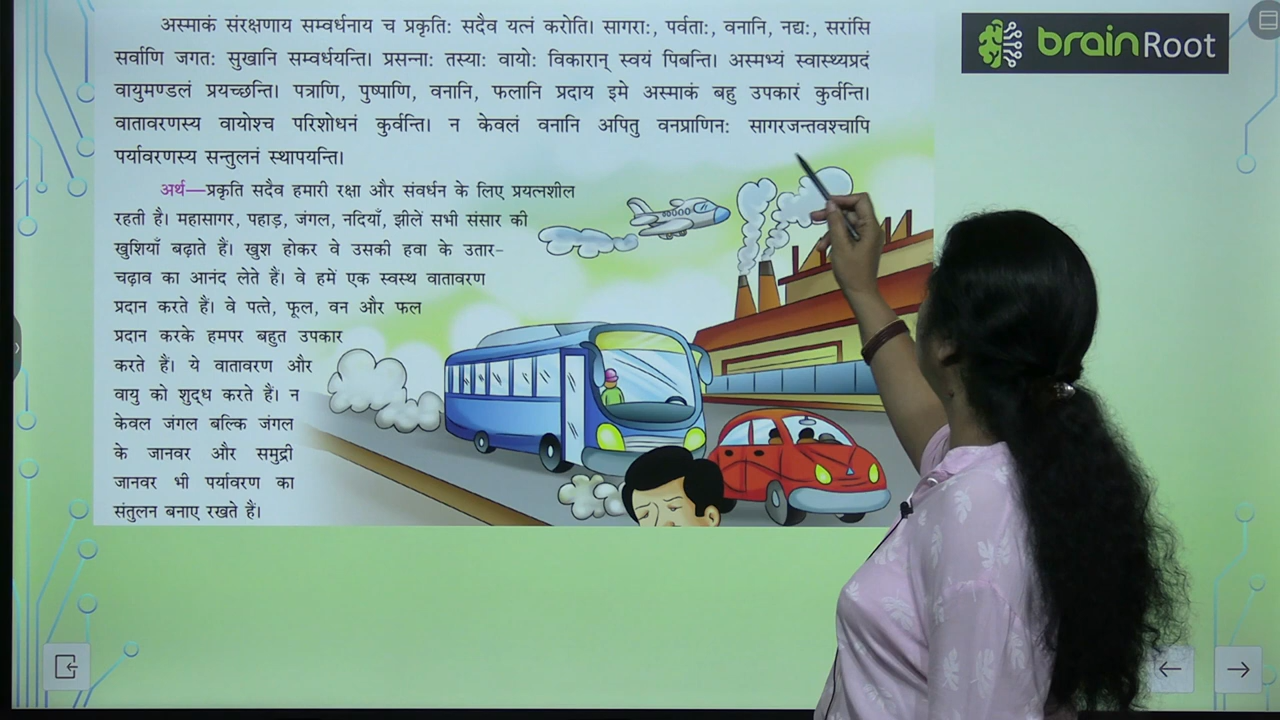 अस्माकं संरक्षणाय सम्वर्धनाय च प्रकृति: सदैव यत्नं करोति। सागरा:, पर्वता:, वनानि, नद्य:, सरांसि
सर्वाणि जगत: सुखानि सम्वर्धयन्ति। प्रसन्ना: तस्या: वायो: विकारान् स्वयं पिबन्ति। अस्मभ्यं स्वास्थ्यप्रदं
वायुमण्डलं प्रयच्छन्ति। पत्राणि, पुष्पाणि, वनानि, फलानि प्रदाय इमे अस्माकं बहु उपकारं कुर्वन्ति।
वातावरणस्य वायोश्च परिशोधनं कुर्वन्ति। न केवलं वनानि अपितु वनप्राणिन: सागरजन्तवश्चापि
पर्यावरणस्य सन्तुलनं स्थापयन्ति।
अर्थ—प्रकृति सदैव हमारी रक्षा और संवर्धन के लिए प्रयत्नशील
रहती है। महासागर, पहाड़, जंगल, नदियाँ, झीलें सभी संसार की
खुशियाँ बढ़ाते हैं। खुश होकर वे उसकी हवा के उतार-
चढ़ाव का आनंद लेते हैं। वे हमें एक स्वस्थ वातावरण
प्रदान करते हैं। वे पत्ते, फूल, वन और फल
प्रदान करके हमपर बहुत उपकार
करते हैं। ये वातावरण और
वायु को शुद्ध करते हैं। न
केवल जंगल बल्कि जंगल
के जानवर और समुद्री
जानवर भी पर्यावरण का
संतुलन बनाए रखते हैं।
brainRoot